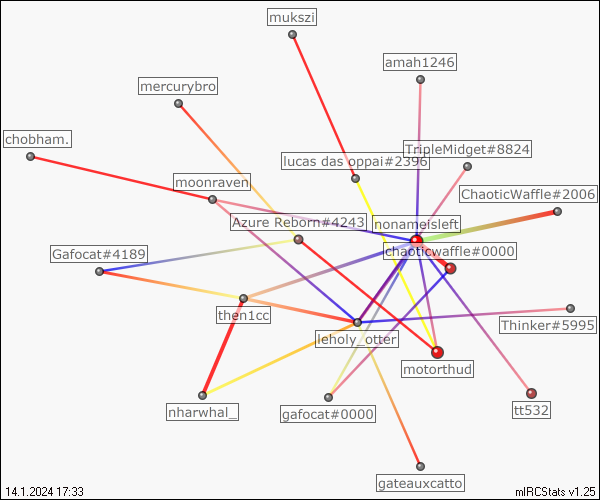 mukszi
amah1246
mercurybro
chobham.
TripleMidget#8824
lucas das oppai#2396
moonraven
ChaoticWaffle#2006
Azure Reborn#4243
nonameisleft
Gafocat#4189
chaoticwaffle#0000
then1cc
Thinker#5995
leholy_otter
motorthud
nharwhal_
gafocat#0000
tt532
gateauxcatto
14.1.2024 17:33
mIRCStats v1.25